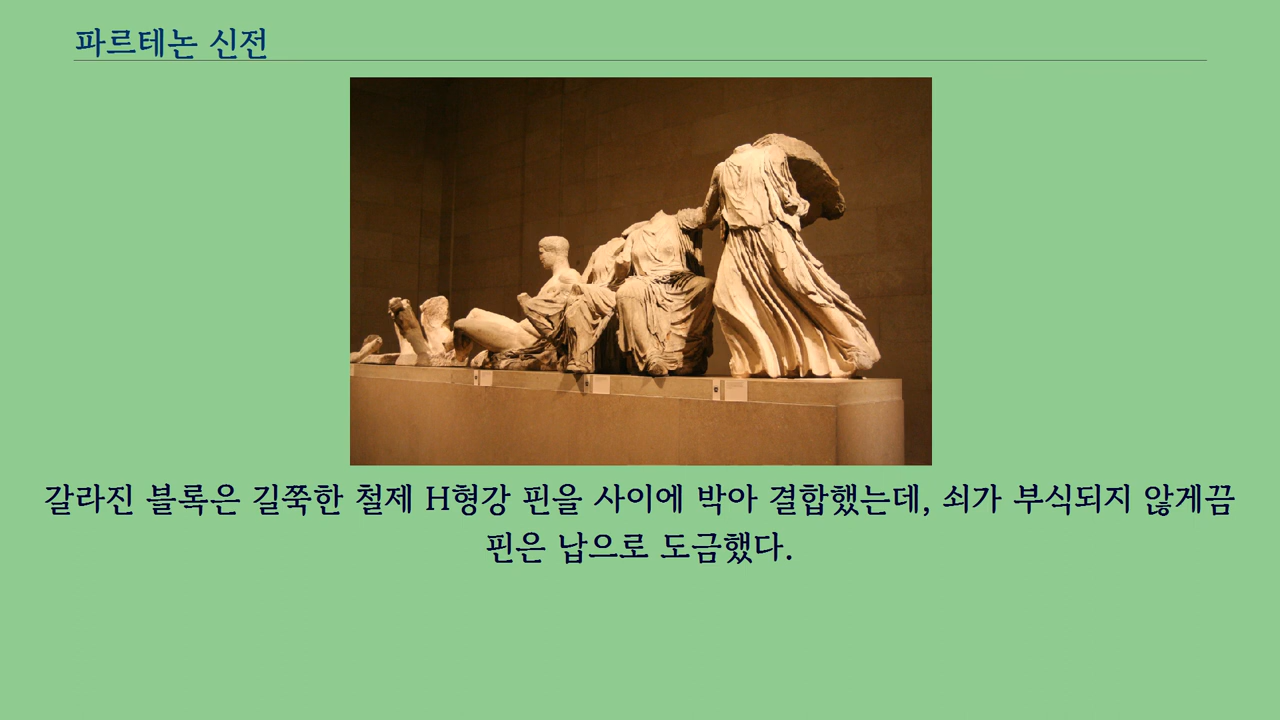 파르테논 신전
갈라진 블록은 길쭉한 철제 H형강 핀을 사이에 박아 결합했는데, 쇠가 부식되지 않게끔
핀은 납으로 도금했다.